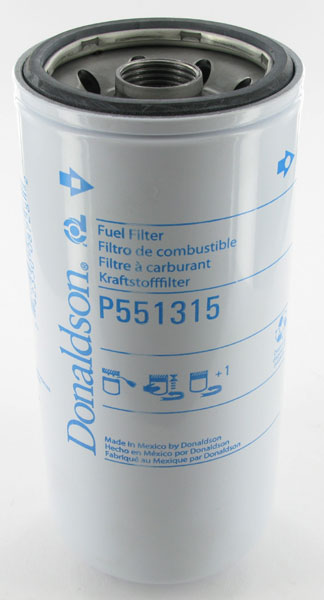 Donaldson®
Fuel Filter
Filtro de combustible
Filtre à carburant
Kraftstofffilter
P551315
+1
Made in Mexico by Donaldson
Hecho en México por Donaldson
Fabriqué au Mexique par Donaldson